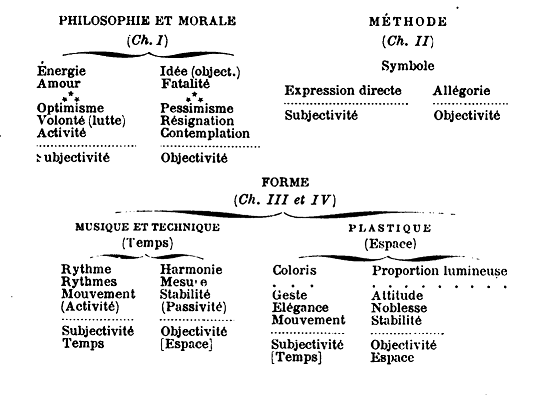 PHILOSOPHIE ET MORALE
(Ch. I)
Énergie Idée (object.)
Amour Fatalité
Optimisme Pessimisme
Volonté (lutte) Résignation
Activité Contemplation
ubjectivité Objectivité
MÉTHODE
(Ch. II)
Symbole
Expression directe Allégorie
Subjectivité Objectivité
FORME
(Ch. III et IV)
MUSIQUE ET TECHNIQUE
(Temps)
Rythme Harmonie
Rythmes Mesure
Mouvement Stabilité
(Activité) (Passivité)
Subjectivité Objectivité
Temps [Espace]
PLASTIQUE
(Espace)
Coloris Proportion lumineuse
Geste Attitude
Elégance Noblesse
Mouvement Stabilité
Subjectivité Objectivité
[Temps] Espace